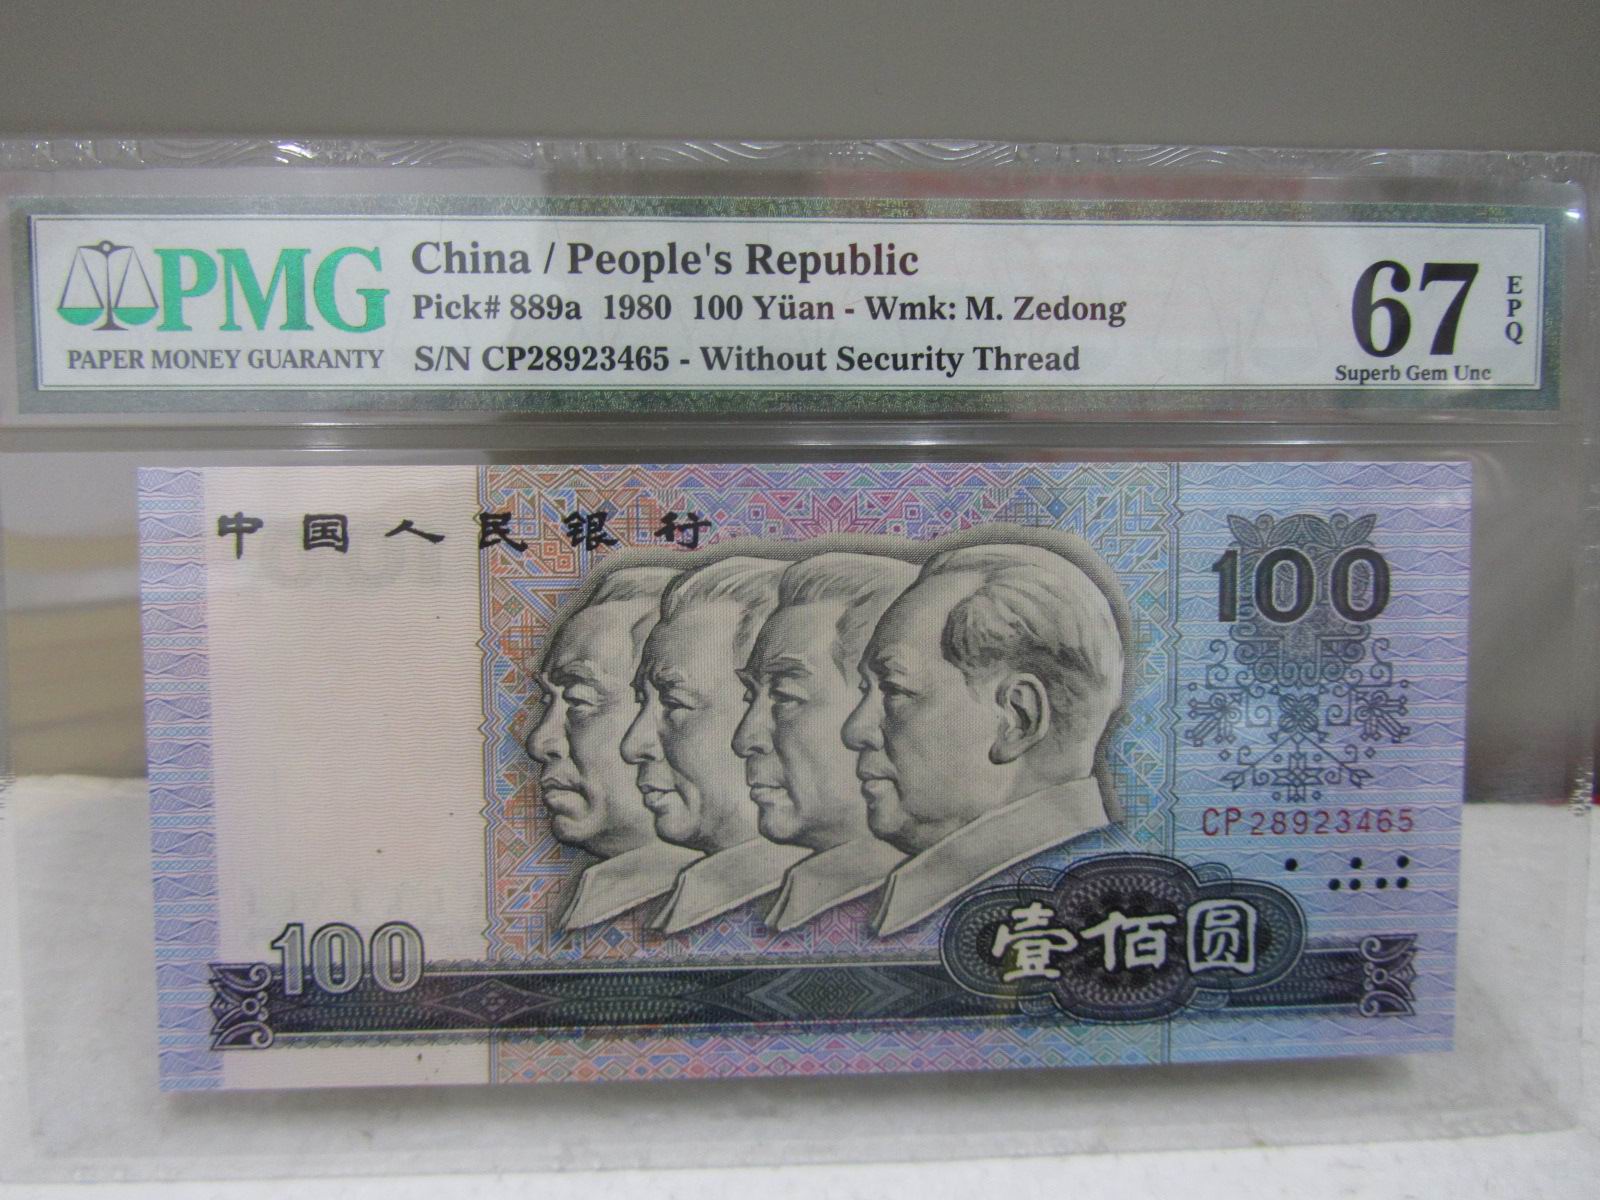 PMG
PAPER MONEY GUARANTY
China / People's Republic
Pick# 889a 1980 100 Yüan - Wmk: M. Zedong
S/N CP28923465 - Without Security Thread
67
EPQ
Superb Gem Unc
中国人民银行
100
CP28923465
100
壹佰圆